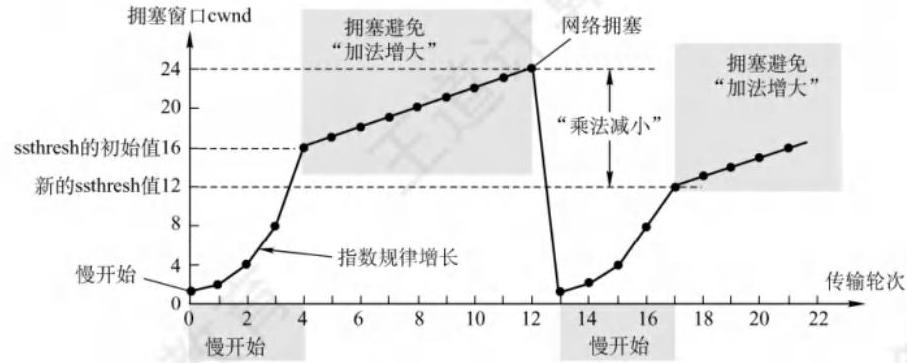 拥塞窗口cwnd
拥塞避免
“加法增大”
网络拥塞
拥塞避免
“加法增大”
24
20
“乘法减小”
ssthresh的初始值16
新的ssthresh值12
8
指数规律增长
4
慢开始
0
传输轮次
0 2 4 6 8 10 12 14 16 18 20 22
慢开始
慢开始